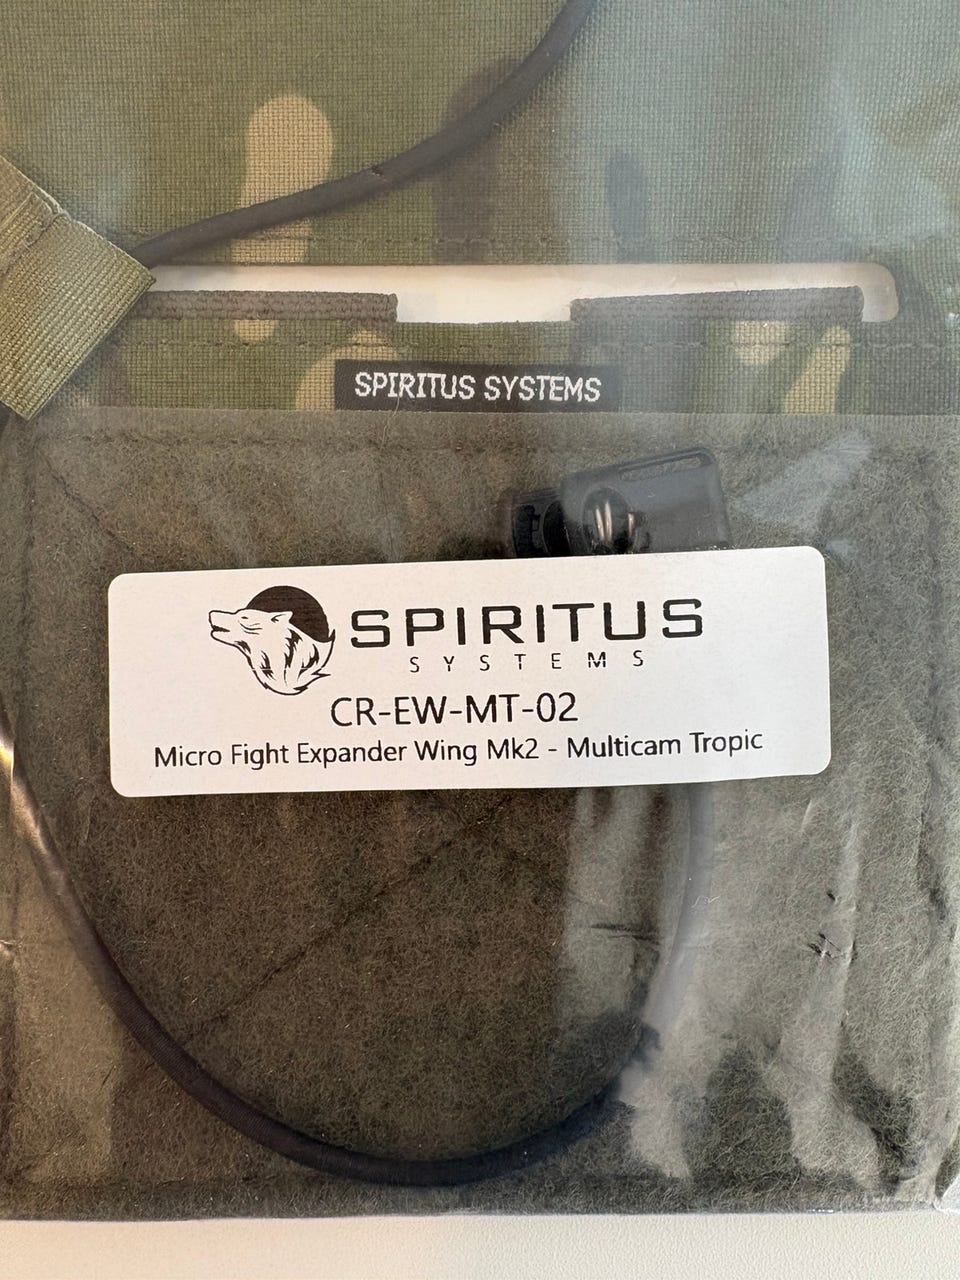 SPIRITUS SYSTEMS
SPIRITUS
SYSTEMS
CR-EW-MT-02
Micro Fight Expander Wing Mk2 - Multicam Tropic